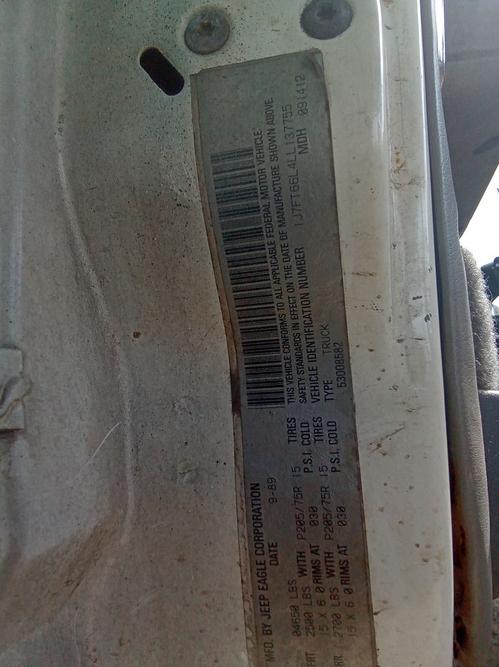 MFD. BY JEEP EAGLE CORPORATION
DATE 9-89
04650 LBS
2500 LBS WITH P205/75R 15 TIRES
15 X 6.0 RIMS AT 030 P.S.I. COLD
RR 2700 LBS WITH P205/75R 15 TIRES
15 X 6.0 RIMS AT 030 P.S.I. COLD
THIS VEHICLE CONFORMS TO ALL APPLICABLE FEDERAL MOTOR VEHICLE
SAFETY STANDARDS IN EFFECT ON THE DATE OF MANUFACTURE SHOWN ABOVE
VEHICLE IDENTIFICATION NUMBER 1J7FT66L4LL137755
TYPE TRUCK MDH 091412
53008582